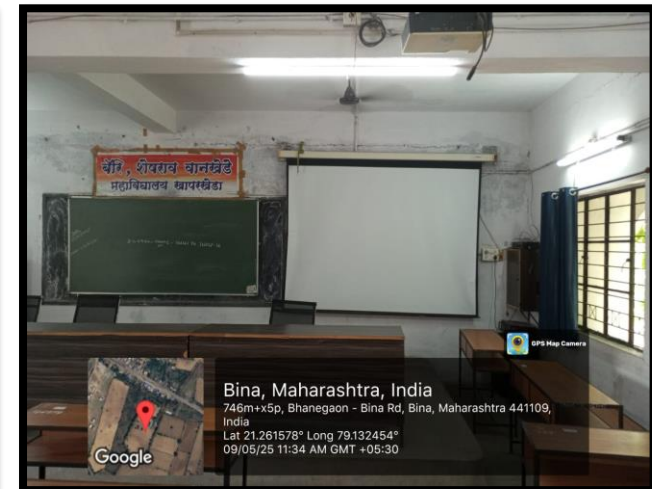 बॅरि. शेषराव वानखेडे
महाविद्यालय खापरखेडा
GPS Map Camera
Bina, Maharashtra, India
746m+x5p, Bhanegaon - Bina Rd, Bina, Maharashtra 441109,
India
Lat 21.261578° Long 79.132454°
09/05/25 11:34 AM GMT +05:30
Google